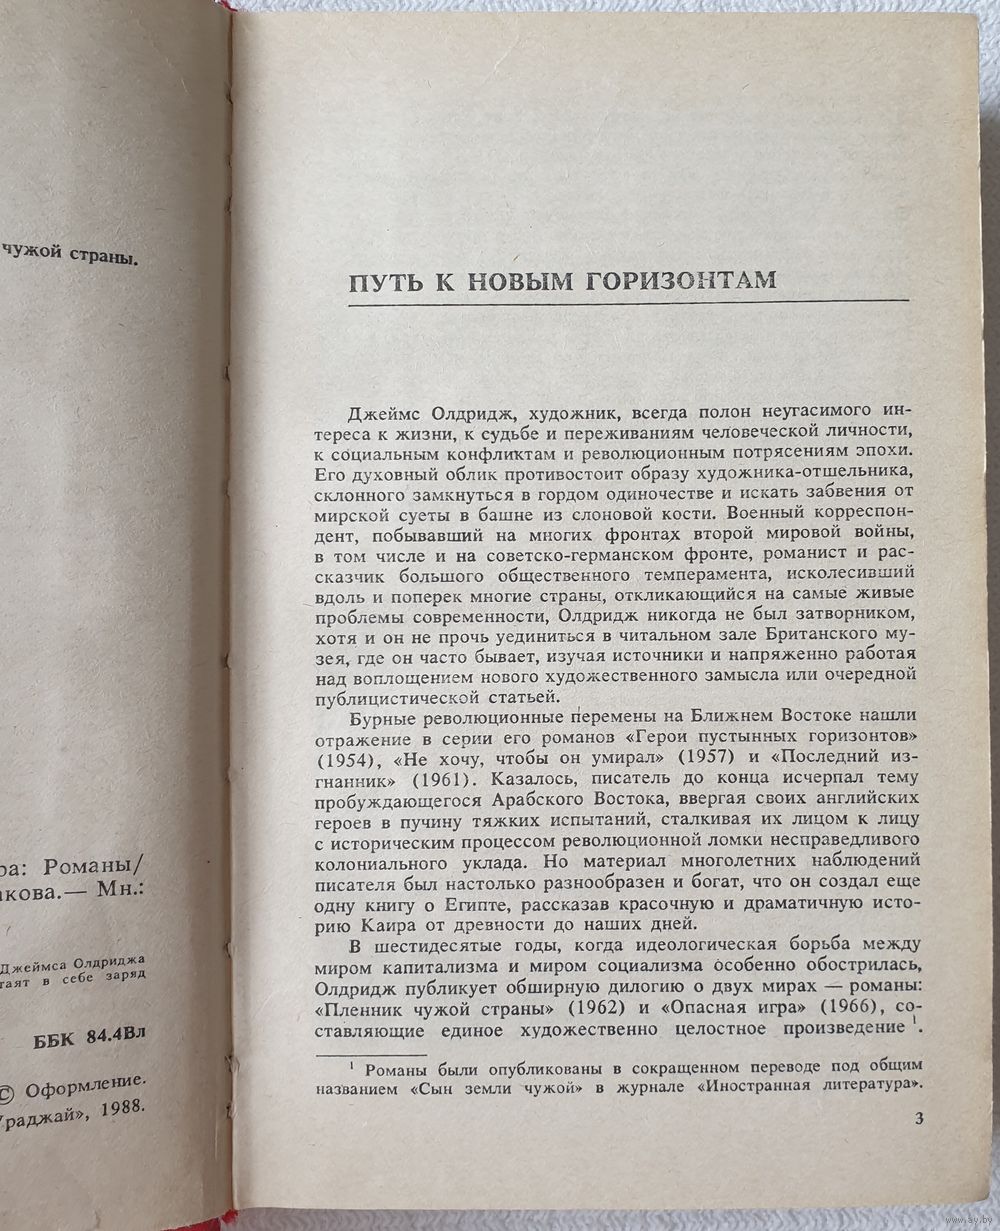 чужой страны.
Романы/
Мн.:
Джеймса Олдриджа
таят в себе заряд
ББК 84.4Вл
© Оформление.
1988.
ПУТЬ К НОВЫМ ГОРИЗОНТАМ
Джеймс Олдридж, художник, всегда полон неугасимого ин-
тереса к жизни, к судьбе и переживаниям человеческой личности,
к социальным конфликтам и революционным потрясениям эпохи.
Его духовный облик противостоит образу художника-отшельника,
склонного замкнуться в гордом одиночестве и искать забвения от
мирской суеты в башне из слоновой кости. Военный корреспон-
дент, побывавший на многих фронтах второй мировой войны,
в том числе и на советско-германском фронте, романист и рас-
сказчик большого общественного темперамента, исколесивший
вдоль и поперек многие страны, откликающийся на самые живые
проблемы современности, Олдридж никогда не был затворником,
хотя и он не прочь уединиться в читальном зале Британского му-
зея, где он часто бывает, изучая источники и напряженно работая
над воплощением нового художественного замысла или очередной
публицистической статьей.
Бурные революционные перемены на Ближнем Востоке нашли
отражение в серии его романов «Герои пустынных горизонтов»
(1954), «Не хочу, чтобы он умирал» (1957) и «Последний из-
гнанник» (1961). Казалось, писатель до конца исчерпал тему
пробуждающегося Арабского Востока, ввергая своих английских
героев в пучину тяжких испытаний, сталкивая их лицом к лицу
с историческим процессом революционной ломки несправедливого
колониального уклада. Но материал многолетних наблюдений
писателя был настолько разнообразен и богат, что он создал еще
одну книгу о Египте, рассказав красочную и драматичную исто-
рию Каира от древности до наших дней.
В шестидесятые годы, когда идеологическая борьба между
миром капитализма и миром социализма особенно обострилась,
Олдридж публикует обширную дилогию о двух мирах — романы:
«Пленник чужой страны» (1962) и «Опасная игра» (1966), со-
ставляющие единое художественно целостное произведение ¹.
¹ Романы были опубликованы в сокращенном переводе под общим
названием «Сын земли чужой» в журнале «Иностранная литература».
3
www.ay.by